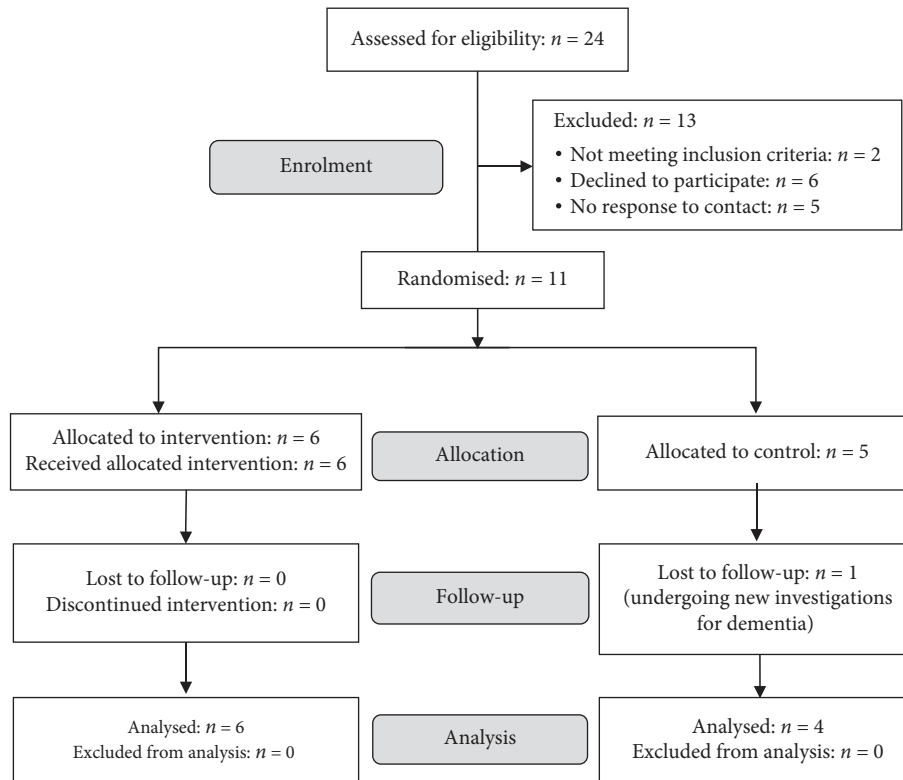 Assessed for eligibility: n = 24
Enrolment
Excluded: n = 13
• Not meeting inclusion criteria: n = 2
• Declined to participate: n = 6
• No response to contact: n = 5
Randomised: n = 11
Allocated to intervention: n = 6
Received allocated intervention: n = 6
Allocation
Allocated to control: n = 5
Lost to follow-up: n = 0
Discontinued intervention: n = 0
Follow-up
Lost to follow-up: n = 1
(undergoing new investigations
for dementia)
Analysed: n = 6
Excluded from analysis: n = 0
Analysis
Analysed: n = 4
Excluded from analysis: n = 0